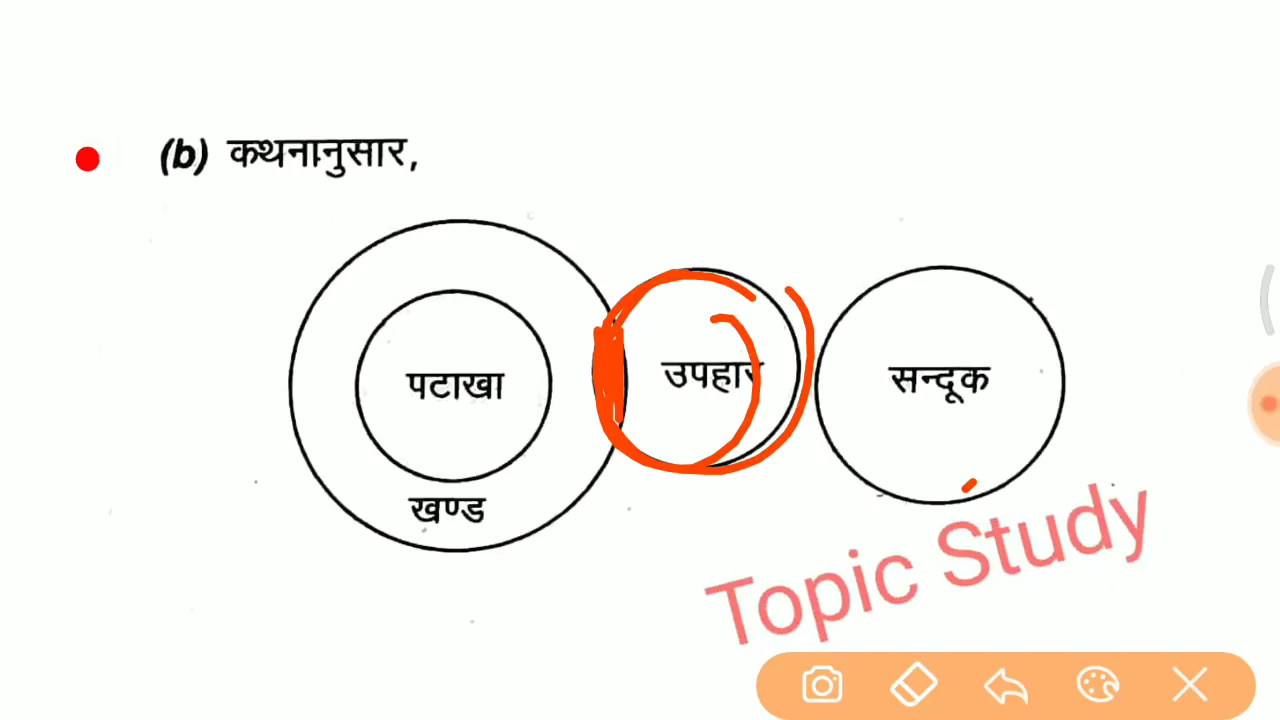 (b) कथनानुसार,
पटाखा
उपहार
सन्दूक
खण्ड
Topic Study